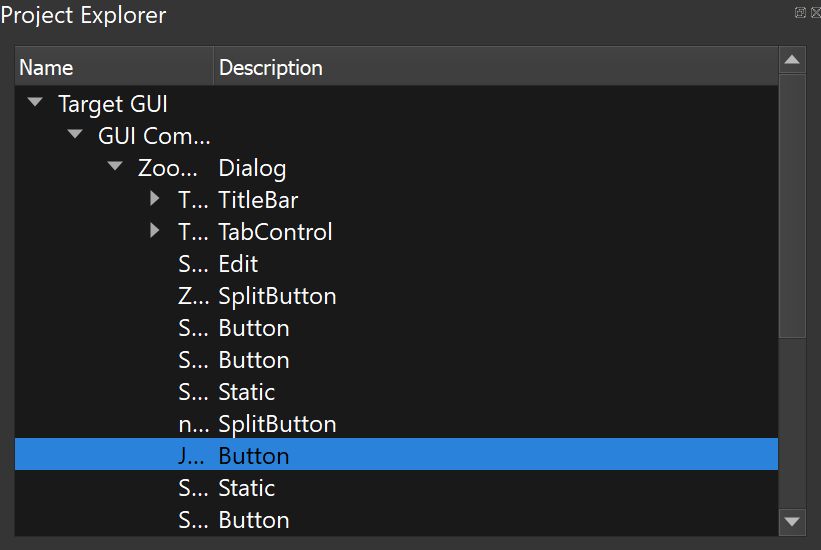 Project Explorer
Name Description
Target GUI
GUI Com...
Zoo... Dialog
T... TitleBar
T... TabControl
S... Edit
Z... SplitButton
S... Button
S... Button
S... Static
n... SplitButton
J... Button
S... Static
S... Button